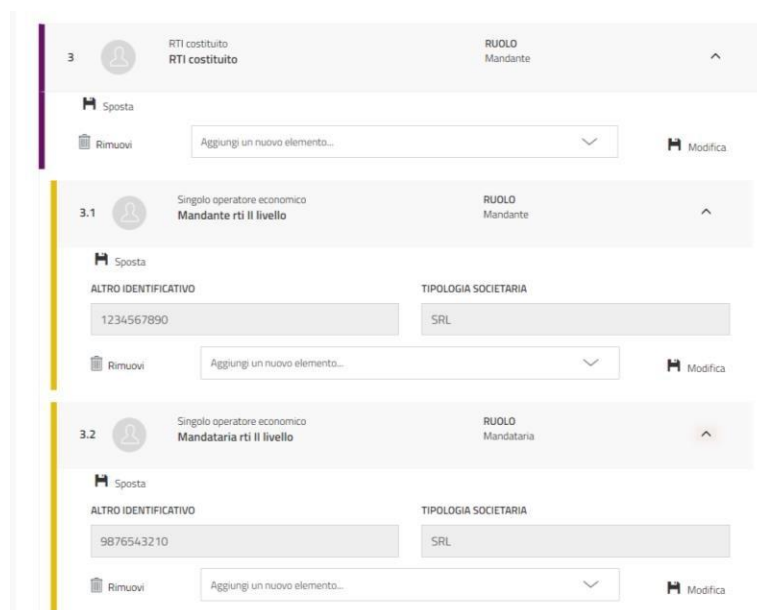 RTI costituito RUOLO
3 RTI costituito Mandante
Sposta
Rimuovi Aggiungi un nuovo elemento... Modifica
Singolo operatore economico RUOLO
3.1 Mandante rti II livello Mandante
Sposta
ALTRO IDENTIFICATIVO TIPOLOGIA SOCIETARIA
1234567890 SRL
Rimuovi Aggiungi un nuovo elemento... Modifica
Singolo operatore economico RUOLO
3.2 Mandataria rti II livello Mandataria
Sposta
ALTRO IDENTIFICATIVO TIPOLOGIA SOCIETARIA
9876543210 SRL
Rimuovi Aggiungi un nuovo elemento... Modifica